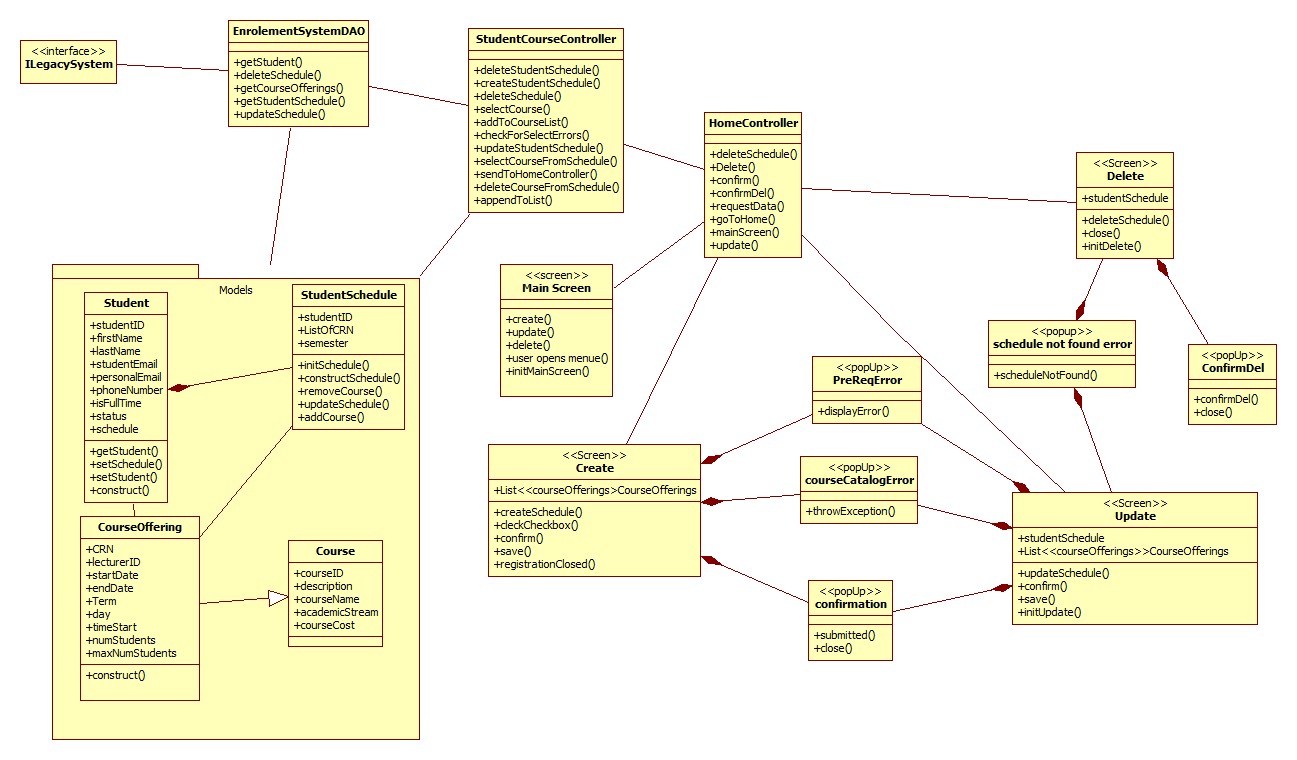 <<interface>>
ILegacySystem
EnrolementSystemDAO
+getStudent()
+deleteSchedule()
+getCourseOfferings()
+getStudentSchedule()
+updateSchedule()
StudentCourseController
+deleteStudentSchedule()
+createStudentSchedule()
+deleteSchedule()
+selectCourse()
+addToCourseList()
+checkForSelectErrors()
+updateStudentSchedule()
+selectCourseFromSchedule()
+sendToHomeController()
+deleteCourseFromSchedule()
+appendToList()
HomeController
+deleteSchedule()
+Delete()
+confirm()
+confirmDel()
+requestData()
+goToHome()
+mainScreen()
+update()
<<Screen>>
Delete
+studentSchedule
+deleteSchedule()
+close()
+initDelete()
<<screen>>
Main Screen
+create()
+update()
+delete()
+user opens menue()
+initMainScreen()
Models
Student
+studentID
+firstName
+lastName
+studentEmail
+personalEmail
+phoneNumber
+isFullTime
+status
+schedule
+getStudent()
+setSchedule()
+setStudent()
+construct()
StudentSchedule
+studentID
+ListOfCRN
+semester
+initSchedule()
+constructSchedule()
+removeCourse()
+updateSchedule()
+addCourse()
CourseOffering
+CRN
+lecturerID
+startDate
+endDate
+Term
+day
+timeStart
+numStudents
+maxNumStudents
+construct()
Course
+courseID
+description
+courseName
+academicStream
+courseCost
<<popup>>
schedule not found error
+scheduleNotFound()
<<popUp>>
ConfirmDel
+confirmDel()
+close()
<<popUp>>
PreReqError
+displayError()
<<Screen>>
Create
+List<<courseOfferings>CourseOfferings
+createSchedule()
+cleckCheckbox()
+confirm()
+save()
+registrationClosed()
<<popUp>>
courseCatalogError
+throwException()
<<Screen>>
Update
+studentSchedule
+List<<courseOfferings>>CourseOfferings
+updateSchedule()
+confirm()
+save()
+initUpdate()
<<popUp>>
confirmation
+submitted()
+close()